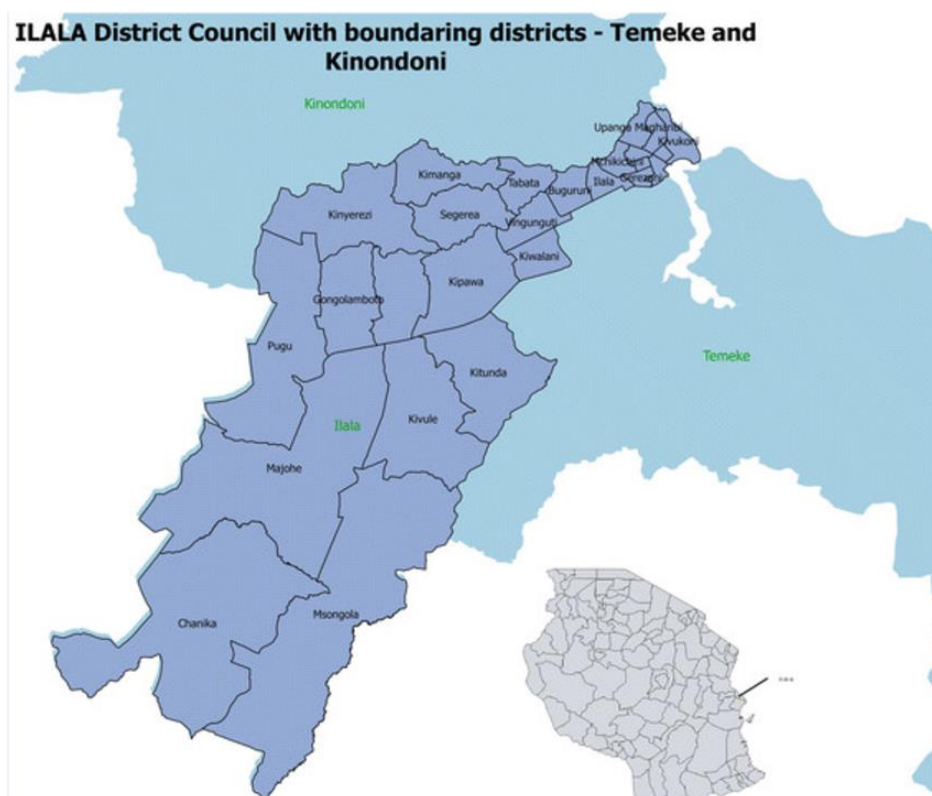 ILALA District Council with boundaring districts - Temeke and
Kinondoni
Kinondoni
Upanga Magharibi
Kivukoni
Kimanga
Mchikichini
Tabata
Ilala
Buguruni
Kinyerezi
Segerea
Vingunguti
Kiwalani
Kipawa
Gongolamboto
Pugu
Temeke
Kitunda
Kivule
Ilala
Majohe
Msongola
Chanika